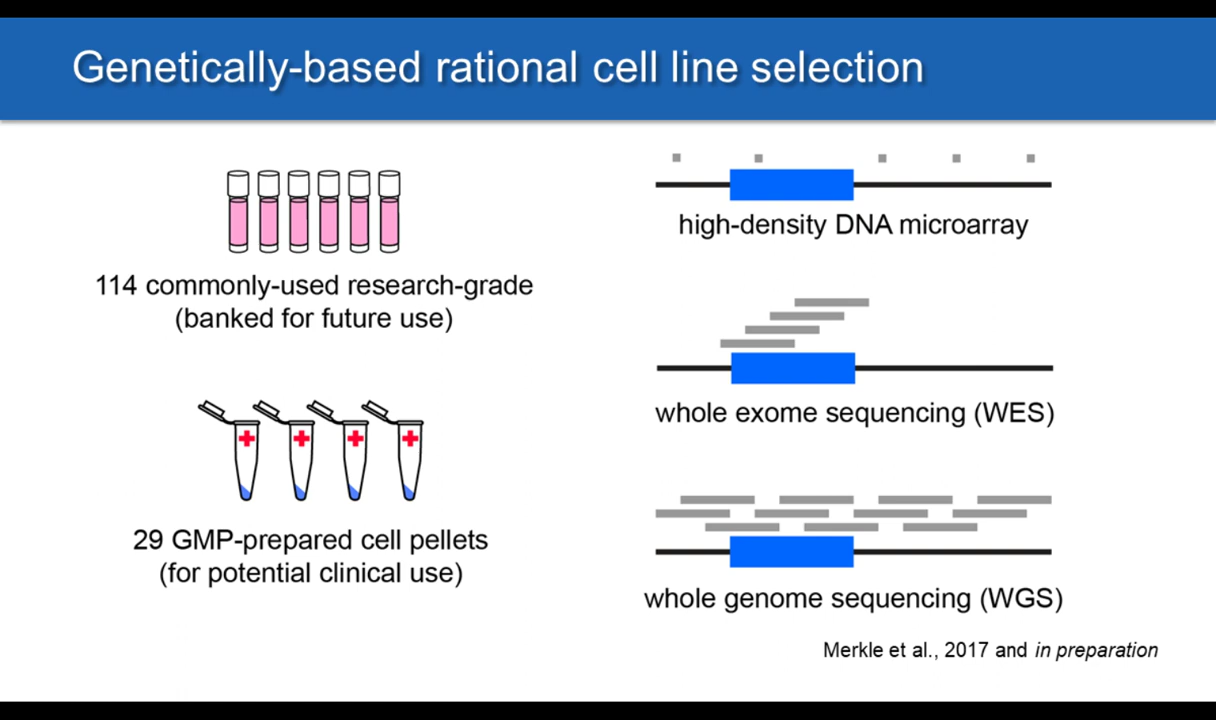 Genetically-based rational cell line selection
114 commonly-used research-grade
(banked for future use)
29 GMP-prepared cell pellets
(for potential clinical use)
high-density DNA microarray
whole exome sequencing (WES)
whole genome sequencing (WGS)
Merkle et al., 2017 and in preparation